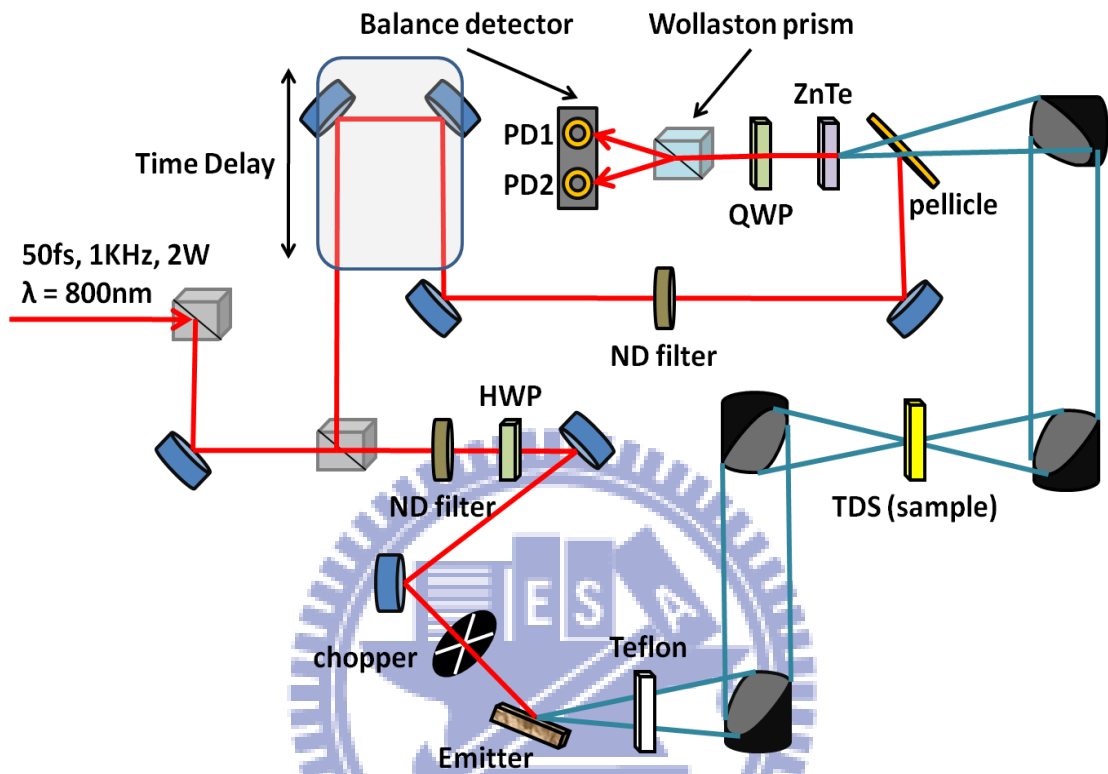 Balance detector
Wollaston prism
ZnTe
PD1
PD2
Time Delay
QWP
pellicle
50fs, 1KHz, 2W
λ = 800nm
ND filter
HWP
ND filter
TDS (sample)
E S A
chopper
Teflon
Emitter